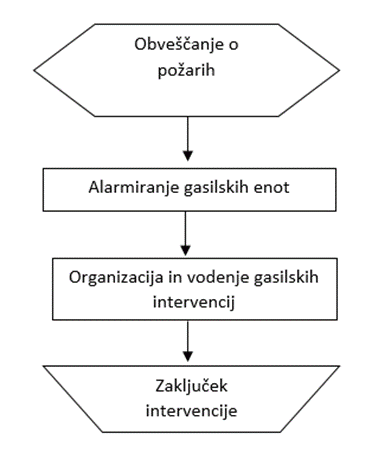 Obveščanje o
požarih
Alarmiranje gasilskih enot
Organizacija in vodenje gasilskih
intervencij
Zaključek
intervencije